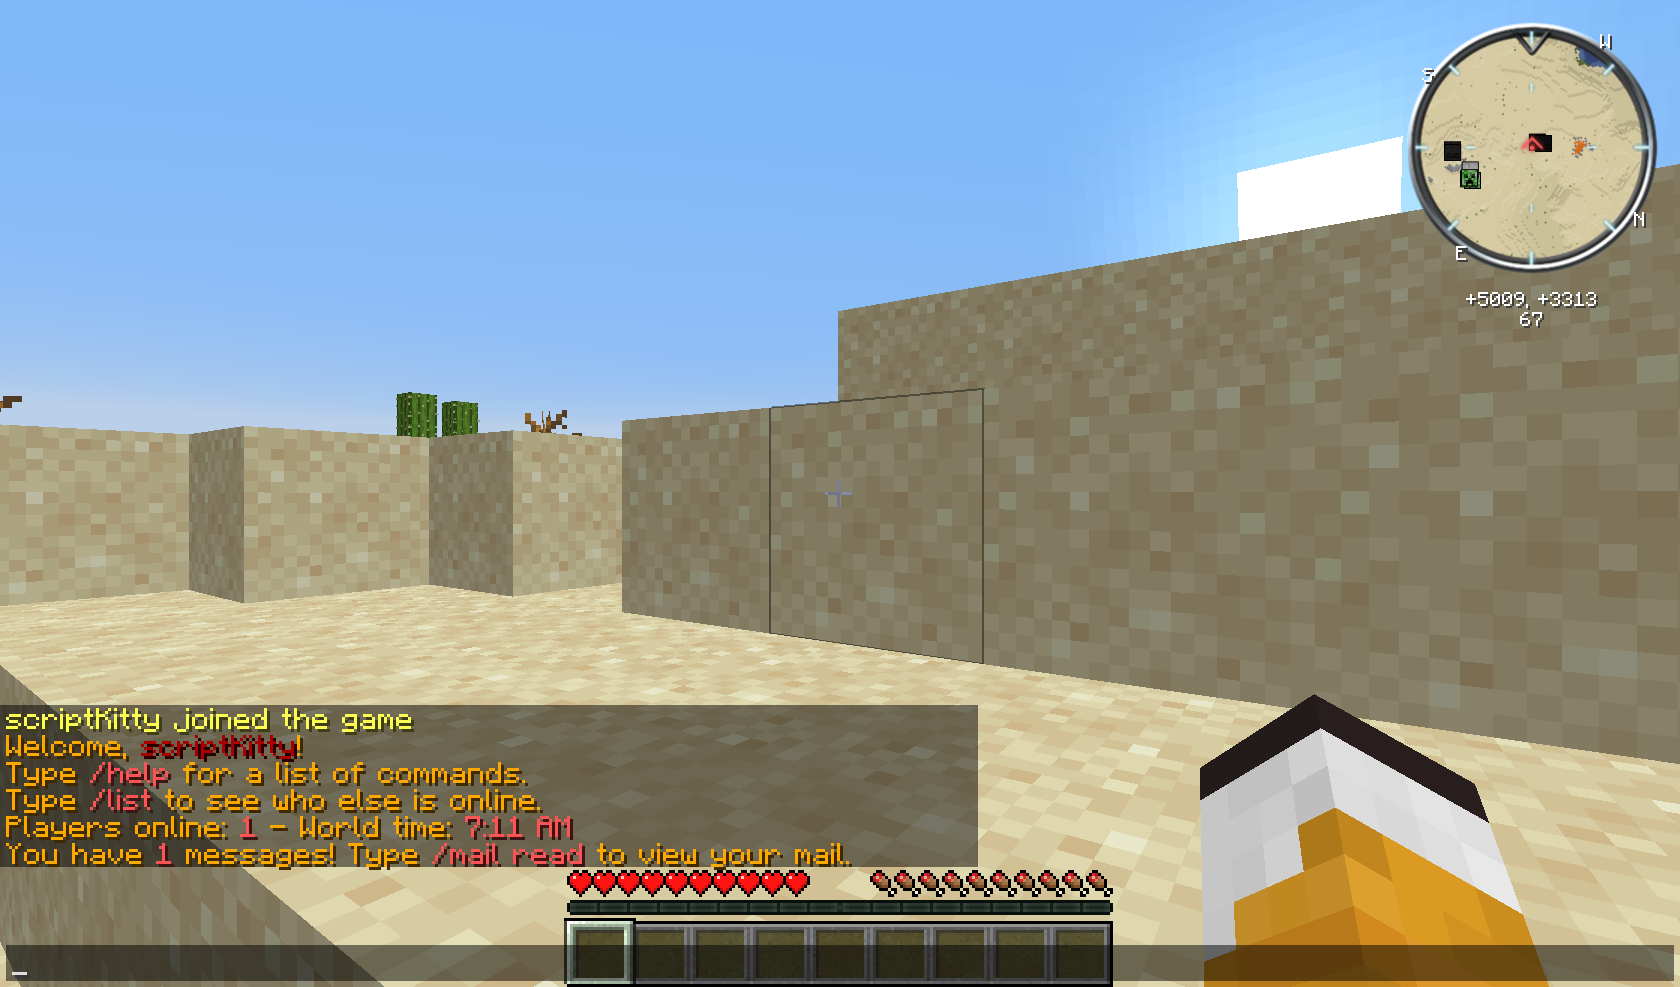 W
S
N
E
+5009, +3313
67
scriptKitty joined the game
Welcome, scriptKitty!
Type /help for a list of commands.
Type /list to see who else is online.
Players online: 1 – World time: 7:11 AM
You have 1 messages! Type /mail read to view your mail.
_